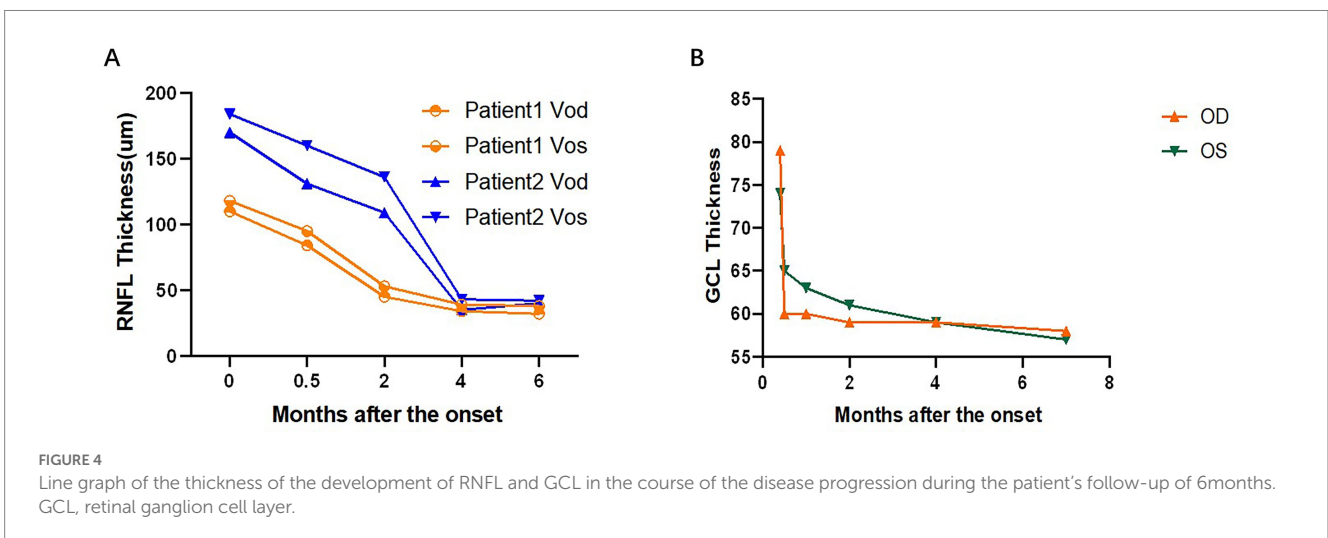 A
RNFL Thickness(um)
200
150
100
50
0
0 0.5 2 4 6
Months after the onset
Patient1 Vod
Patient1 Vos
Patient2 Vod
Patient2 Vos
B
GCL Thickness
85
80
75
70
65
60
55
0 2 4 6 8
Months after the onset
OD
OS
FIGURE 4
Line graph of the thickness of the development of RNFL and GCL in the course of the disease progression during the patient’s follow-up of 6months.
GCL, retinal ganglion cell layer.